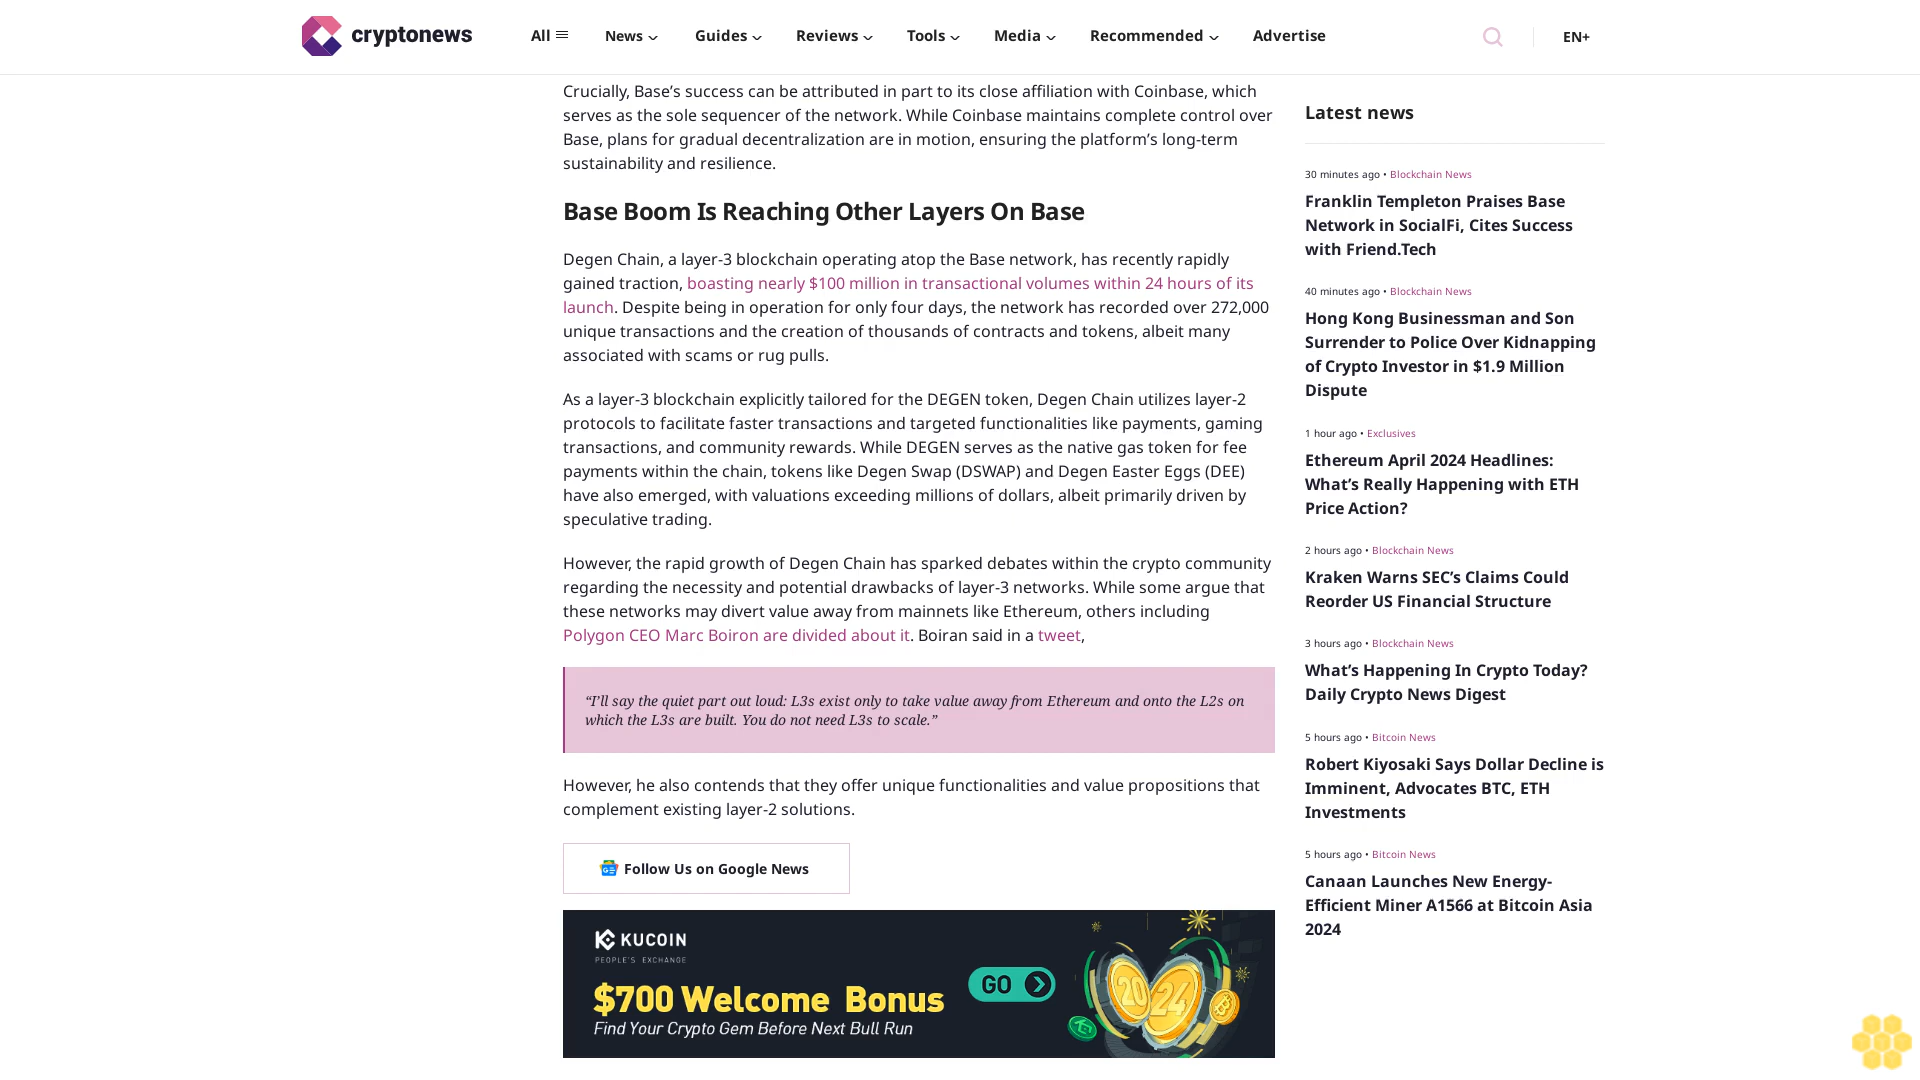 cryptonews
All
News
Guides
Reviews
Tools
Media
Recommended
Advertise
EN+
Crucially, Base’s success can be attributed in part to its close affiliation with Coinbase, which
serves as the sole sequencer of the network. While Coinbase maintains complete control over
Base, plans for gradual decentralization are in motion, ensuring the platform’s long-term
sustainability and resilience.
Base Boom Is Reaching Other Layers On Base
Degen Chain, a layer-3 blockchain operating atop the Base network, has recently rapidly
gained traction, boasting nearly $100 million in transactional volumes within 24 hours of its
launch. Despite being in operation for only four days, the network has recorded over 272,000
unique transactions and the creation of thousands of contracts and tokens, albeit many
associated with scams or rug pulls.
As a layer-3 blockchain explicitly tailored for the DEGEN token, Degen Chain utilizes layer-2
protocols to facilitate faster transactions and targeted functionalities like payments, gaming
transactions, and community rewards. While DEGEN serves as the native gas token for fee
payments within the chain, tokens like Degen Swap (DSWAP) and Degen Easter Eggs (DEE)
have also emerged, with valuations exceeding millions of dollars, albeit primarily driven by
speculative trading.
However, the rapid growth of Degen Chain has sparked debates within the crypto community
regarding the necessity and potential drawbacks of layer-3 networks. While some argue that
these networks may divert value away from mainnets like Ethereum, others including
Polygon CEO Marc Boiron are divided about it. Boiran said in a tweet,
“I’ll say the quiet part out loud: L3s exist only to take value away from Ethereum and onto the L2s on
which the L3s are built. You do not need L3s to scale.”
However, he also contends that they offer unique functionalities and value propositions that
complement existing layer-2 solutions.
Follow Us on Google News
KUCOIN
PEOPLE'S EXCHANGE
$700 Welcome Bonus
Find Your Crypto Gem Before Next Bull Run
GO
20
24
Latest news
30 minutes ago • Blockchain News
Franklin Templeton Praises Base
Network in SocialFi, Cites Success
with Friend.Tech
40 minutes ago • Blockchain News
Hong Kong Businessman and Son
Surrender to Police Over Kidnapping
of Crypto Investor in $1.9 Million
Dispute
1 hour ago • Exclusives
Ethereum April 2024 Headlines:
What’s Really Happening with ETH
Price Action?
2 hours ago • Blockchain News
Kraken Warns SEC’s Claims Could
Reorder US Financial Structure
3 hours ago • Blockchain News
What’s Happening In Crypto Today?
Daily Crypto News Digest
5 hours ago • Bitcoin News
Robert Kiyosaki Says Dollar Decline is
Imminent, Advocates BTC, ETH
Investments
5 hours ago • Bitcoin News
Canaan Launches New Energy-
Efficient Miner A1566 at Bitcoin Asia
2024